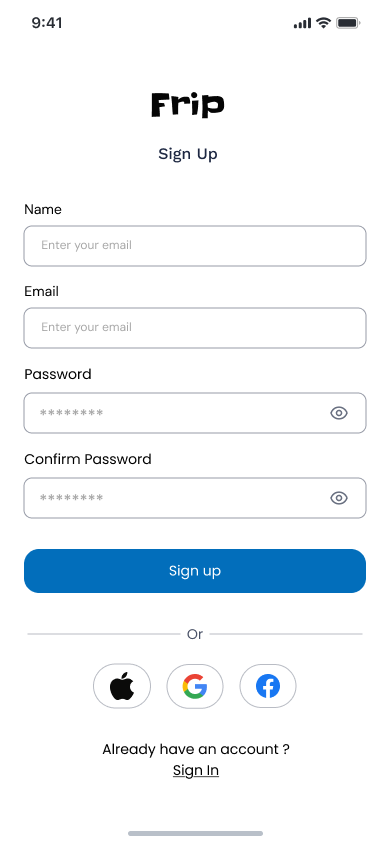 9:41
Frip
Sign Up
Name
Enter your email
Email
Enter your email
Password
********
Confirm Password
********
Sign up
Or
Already have an account ?
Sign In